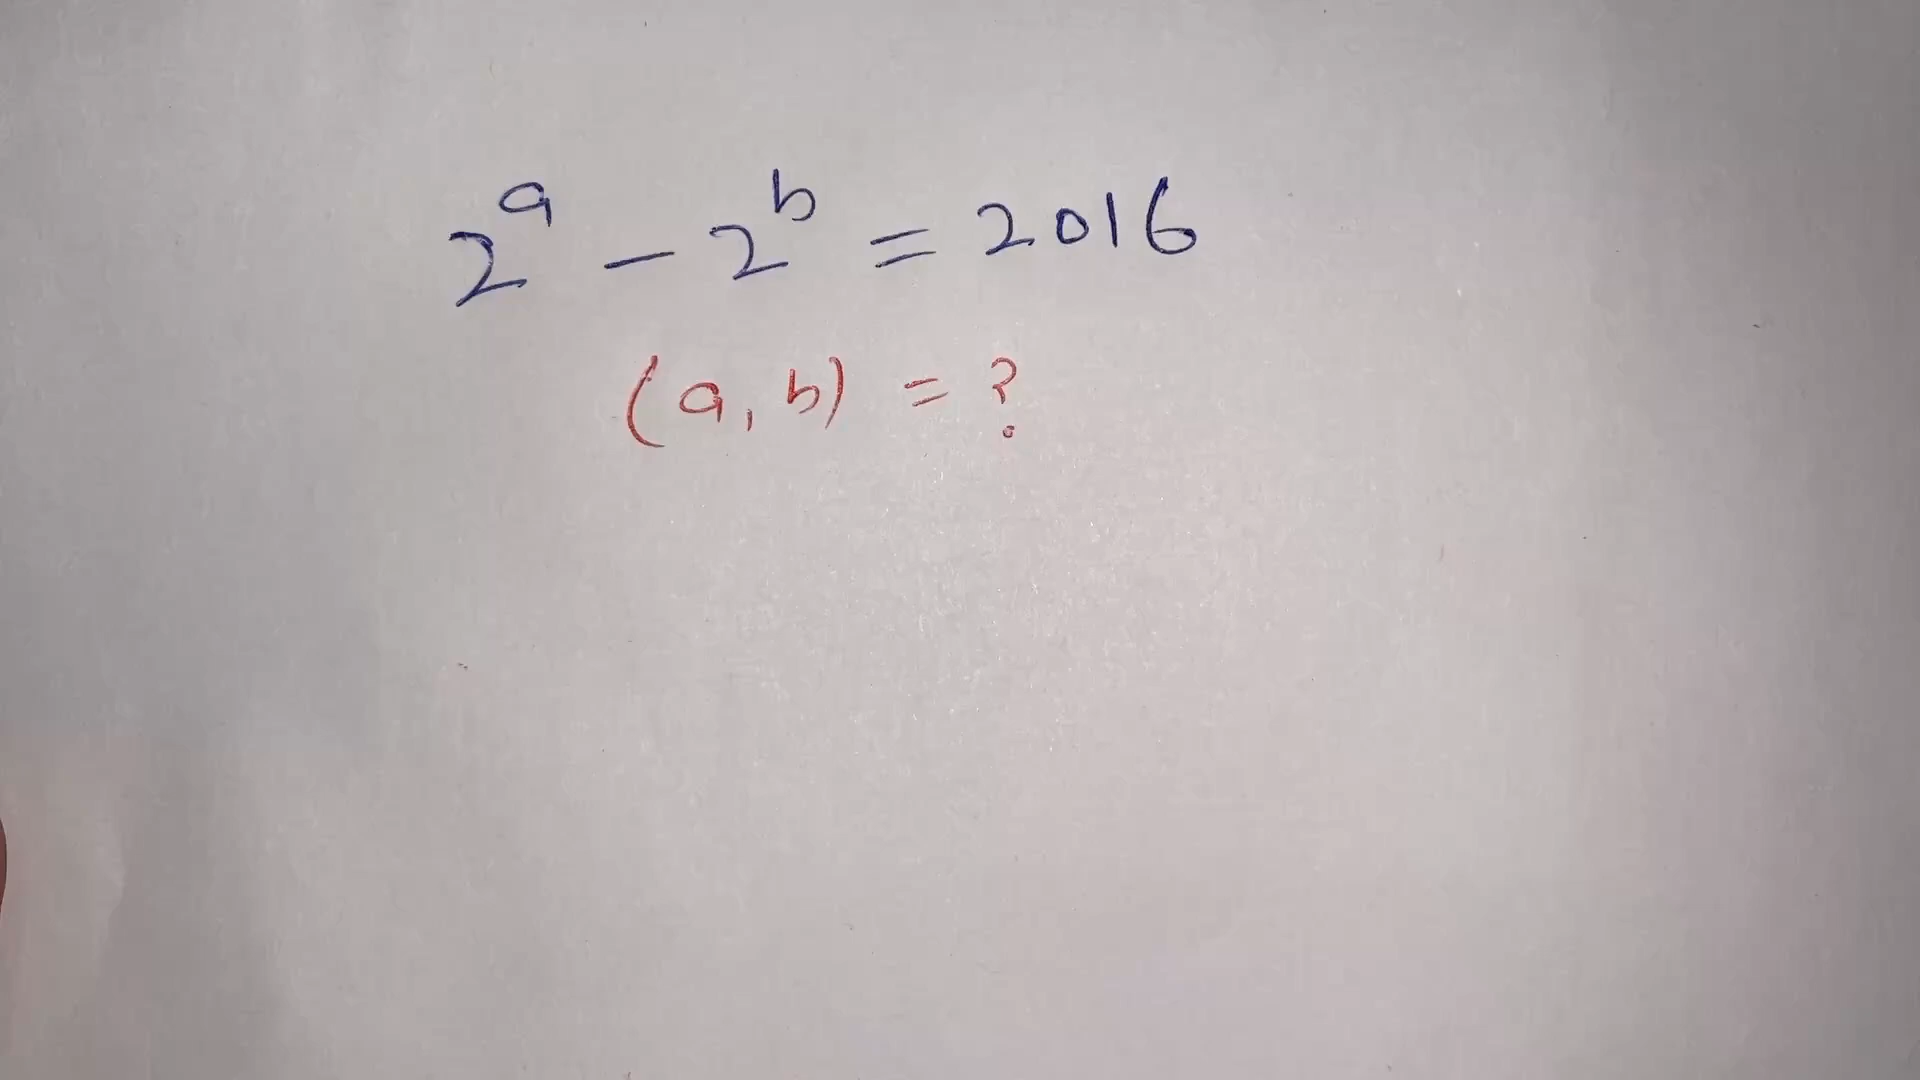 2^a - 2^b = 2016
(a, b) = ?